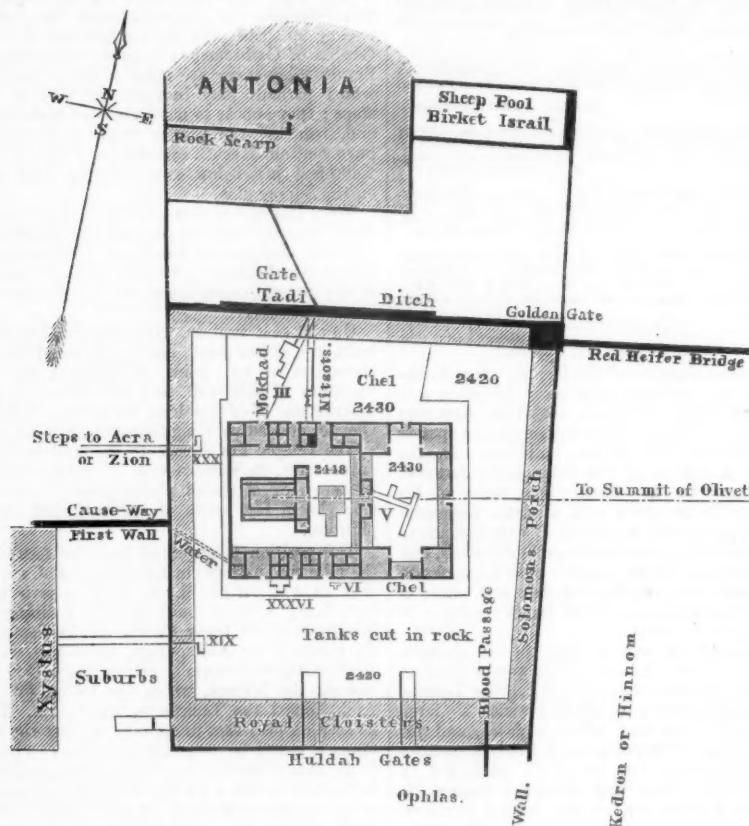 ANTONIA
Sheep Pool
Birket Israil
N
W
E
S
Rock Scarp
Gate
Tadi
Ditch
Golden Gate
Red Heifer Bridge
Mokhad
III
I
Nitsots.
Chel
2430
2420
Steps to Acra
or Zion
XXX
2448
2430
Solomons Porch
To Summit of Olivet
Cause-Way
First Wall
Water
V
XXXVI
VI
Chel
XIX
Tanks cut in rock
Blood Passage
Xystus
Suburbs
2420
Royal Cloisters.
Huldah Gates
Ophlas.
Wall.
Kedron or Hinnom